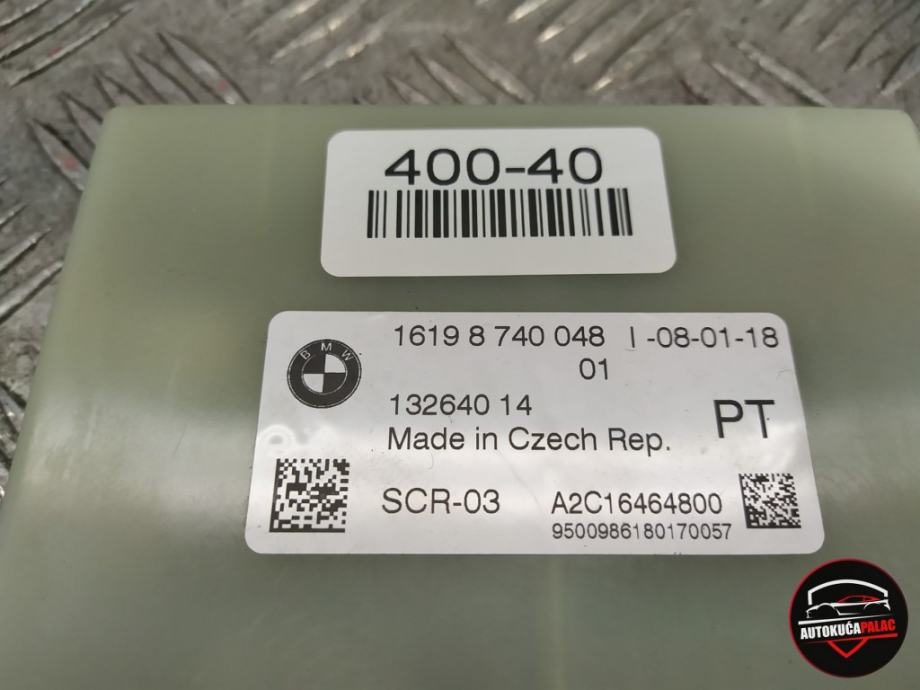 400-40
BMW
1619 8 740 048 I -08-01-18
01
132640 14
PT
Made in Czech Rep.
SCR-03 A2C16464800
9500986180170057
AUTOKUĆAPALAC